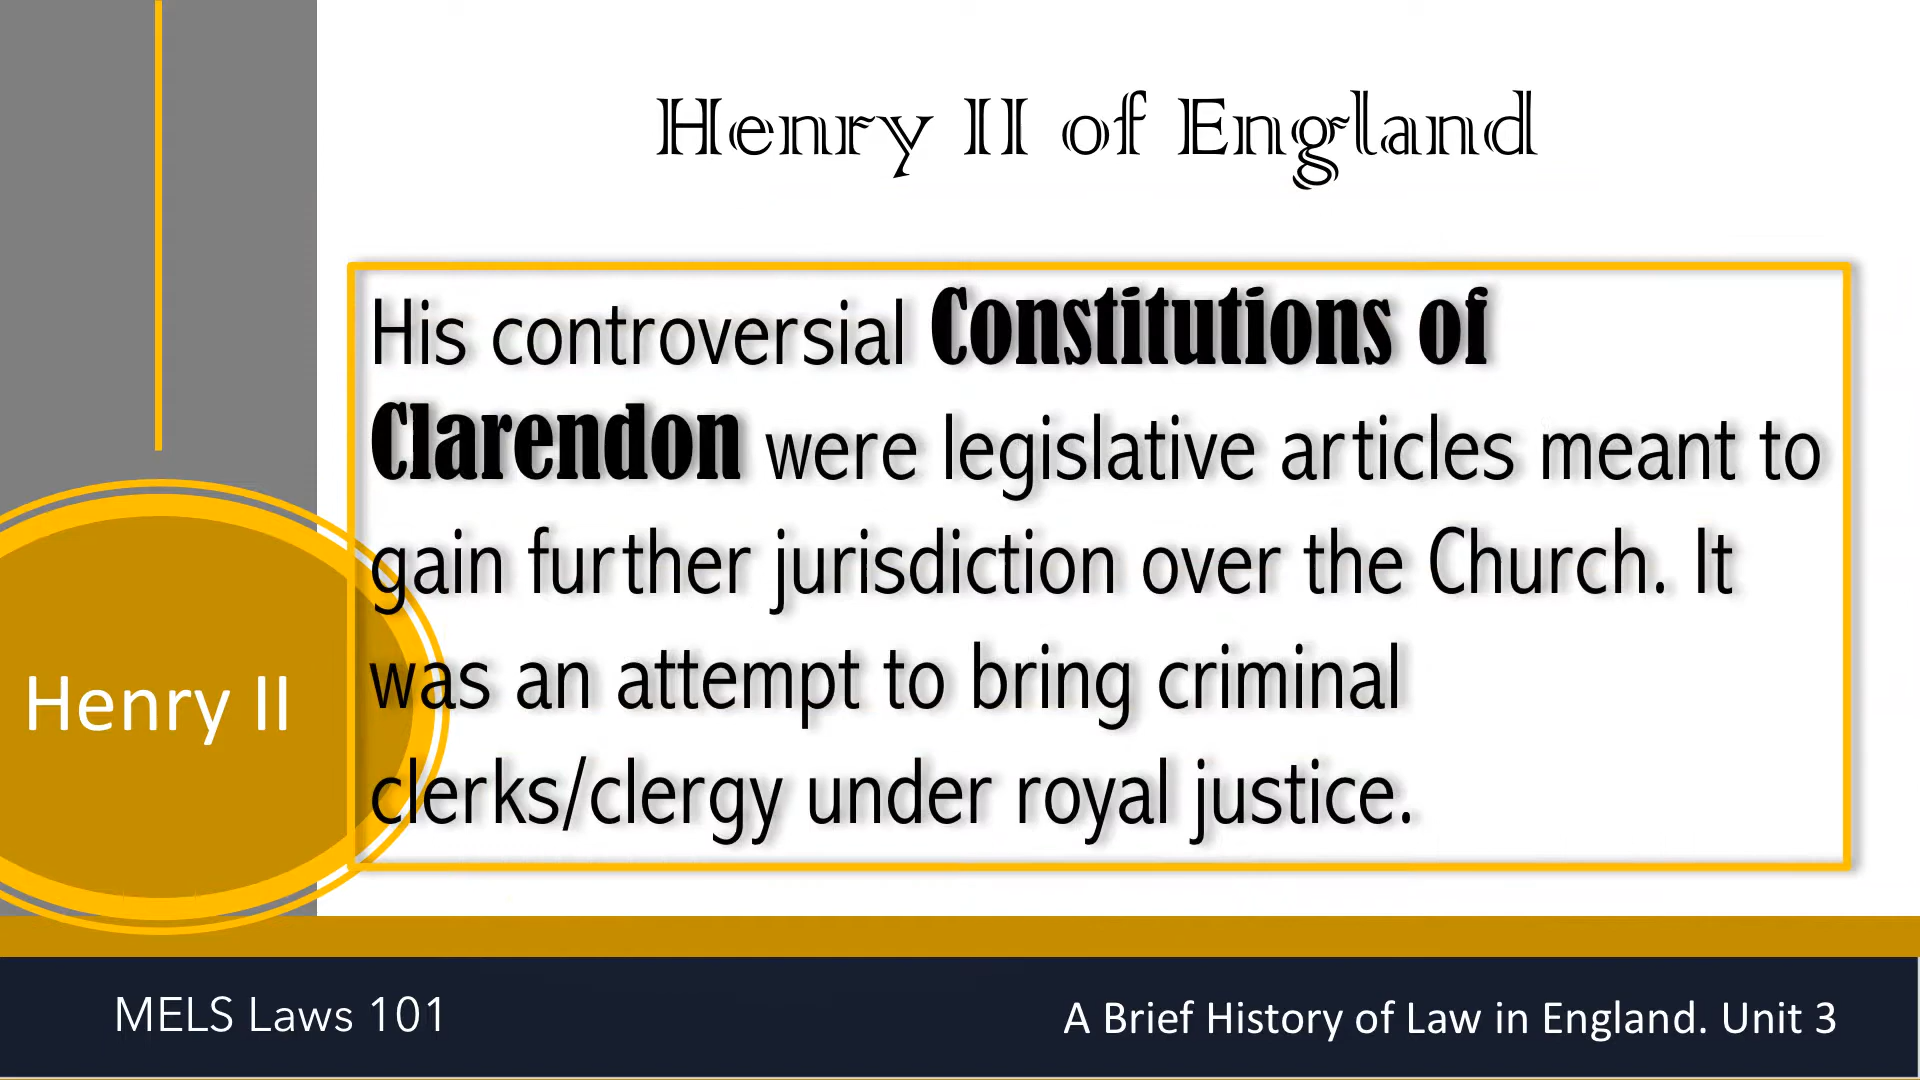 Henry II of England
His controversial Constitutions of
Clarendon were legislative articles meant to
gain further jurisdiction over the Church. It
was an attempt to bring criminal
clerks/clergy under royal justice.
Henry II
MELS Laws 101
A Brief History of Law in England. Unit 3